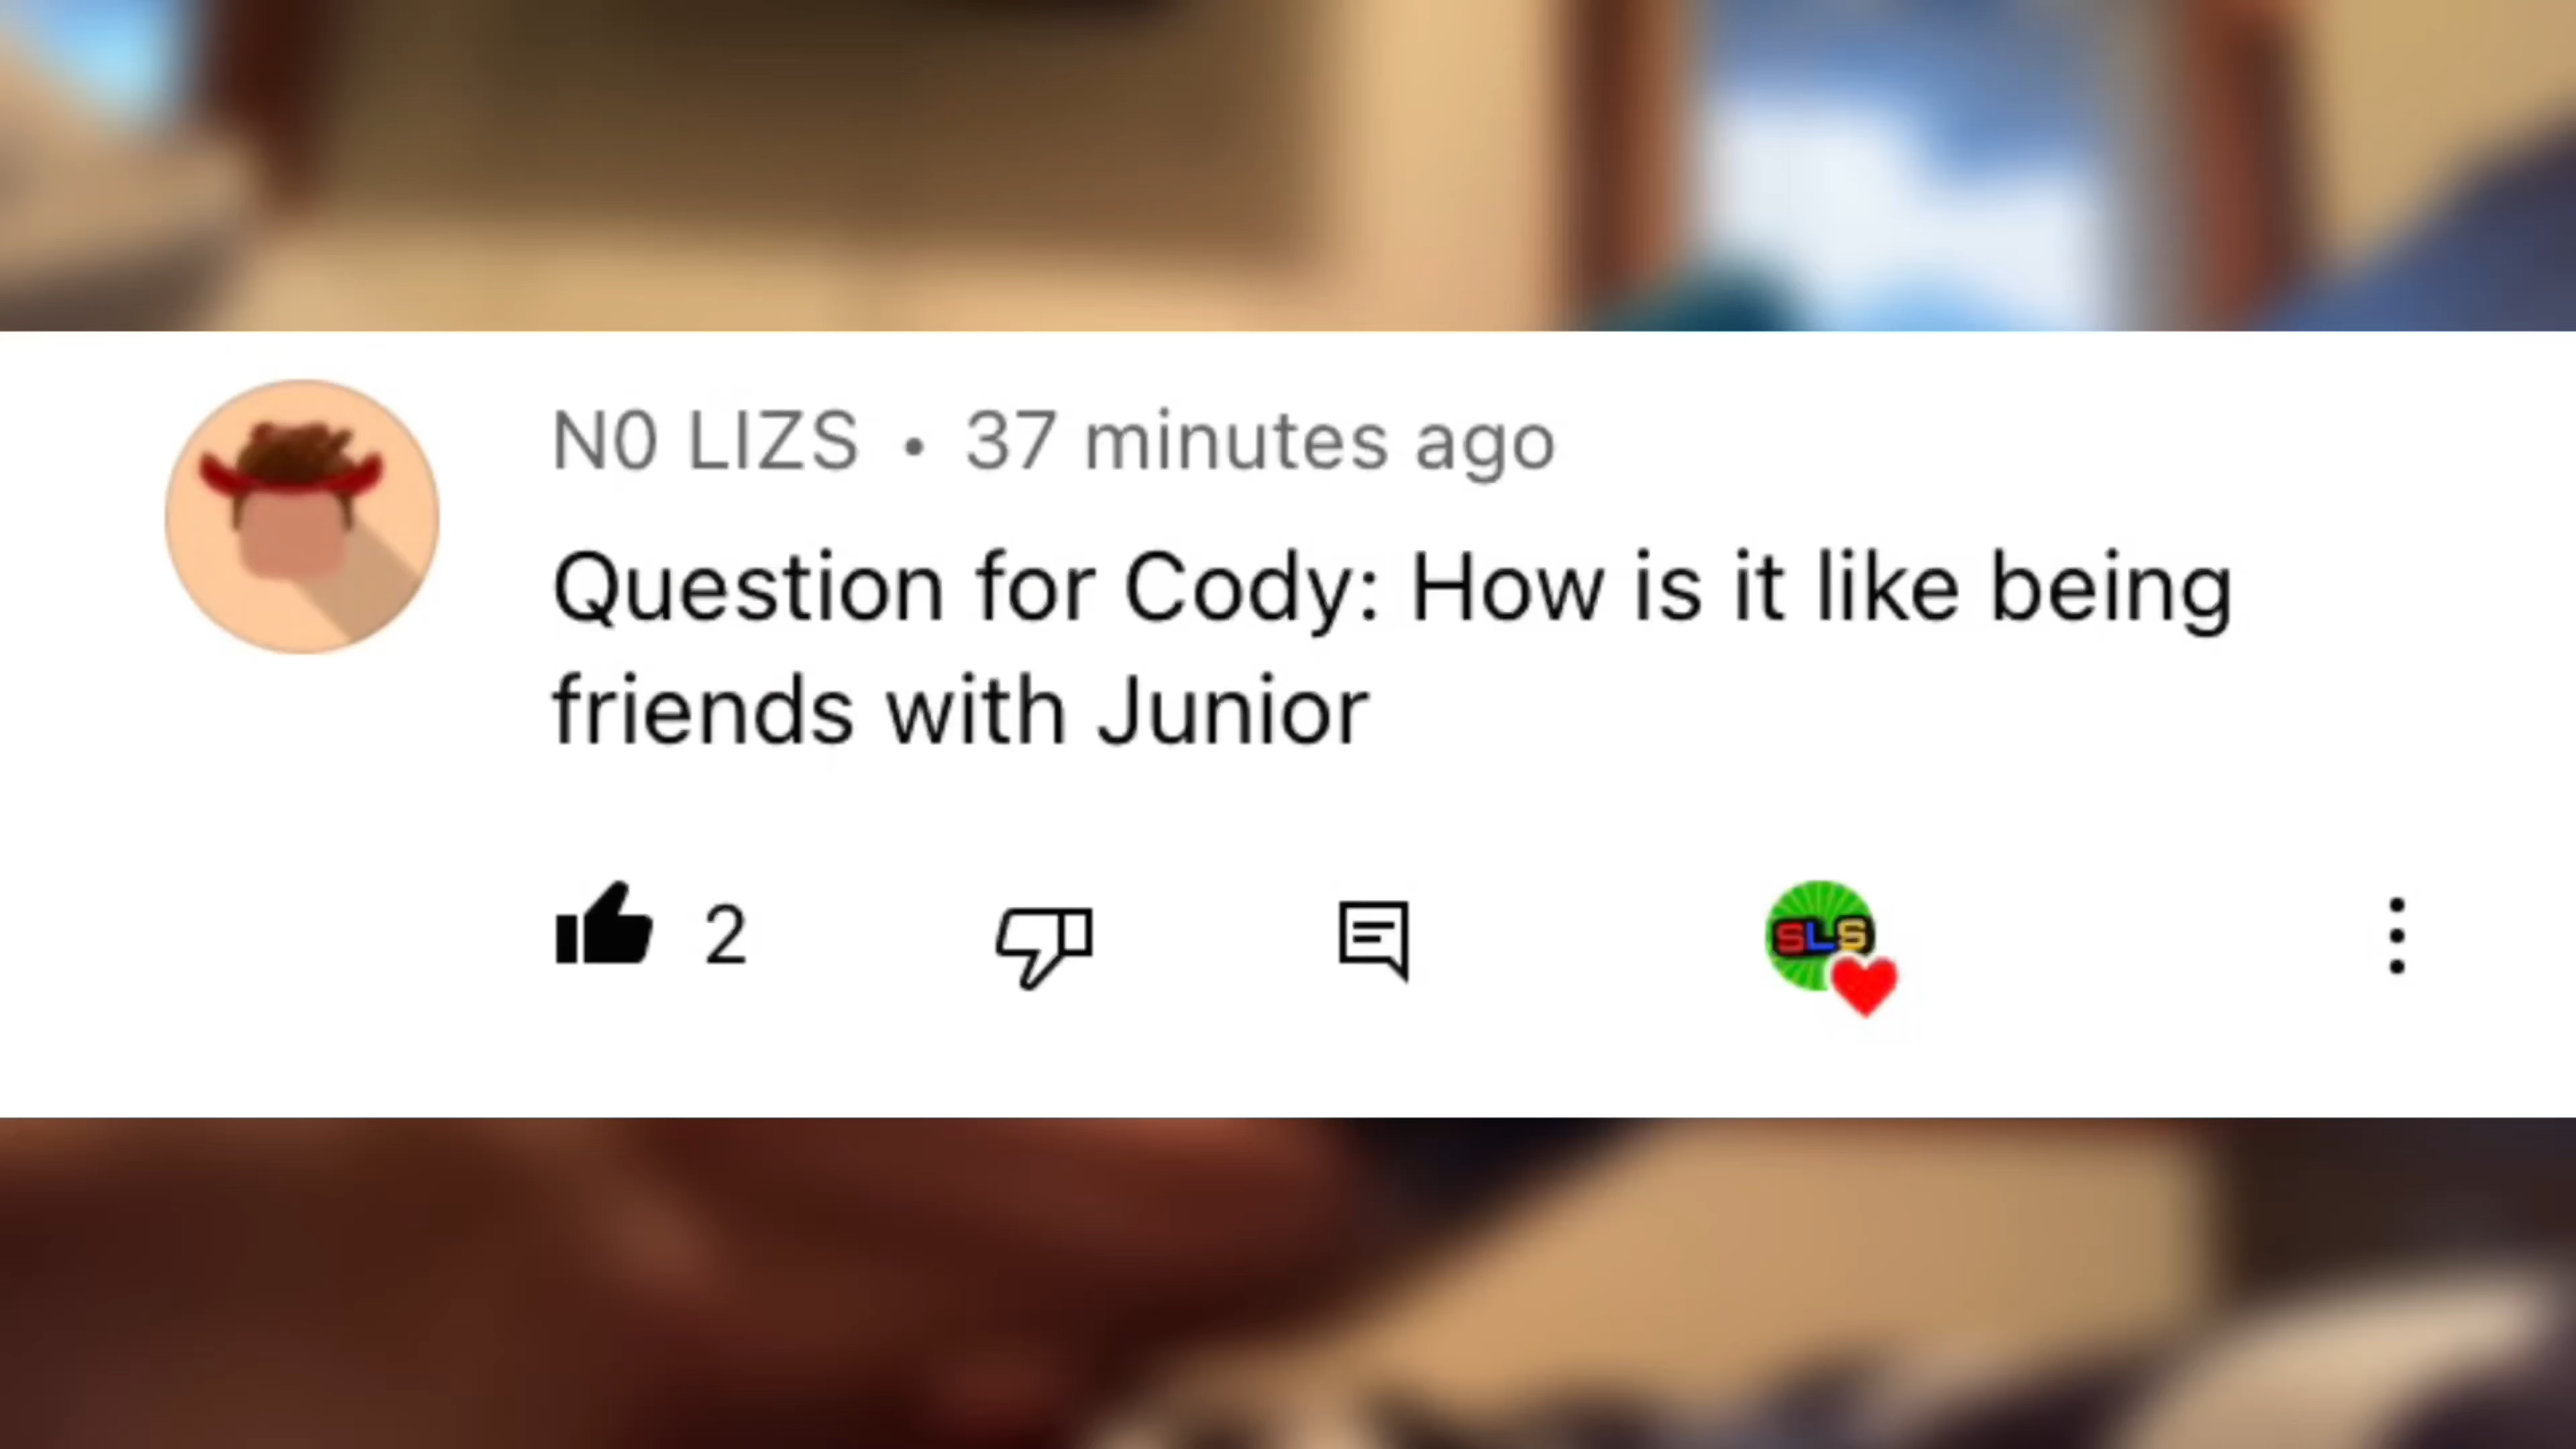 N0 LIZS • 37 minutes ago
Question for Cody: How is it like being
friends with Junior
2
SLS